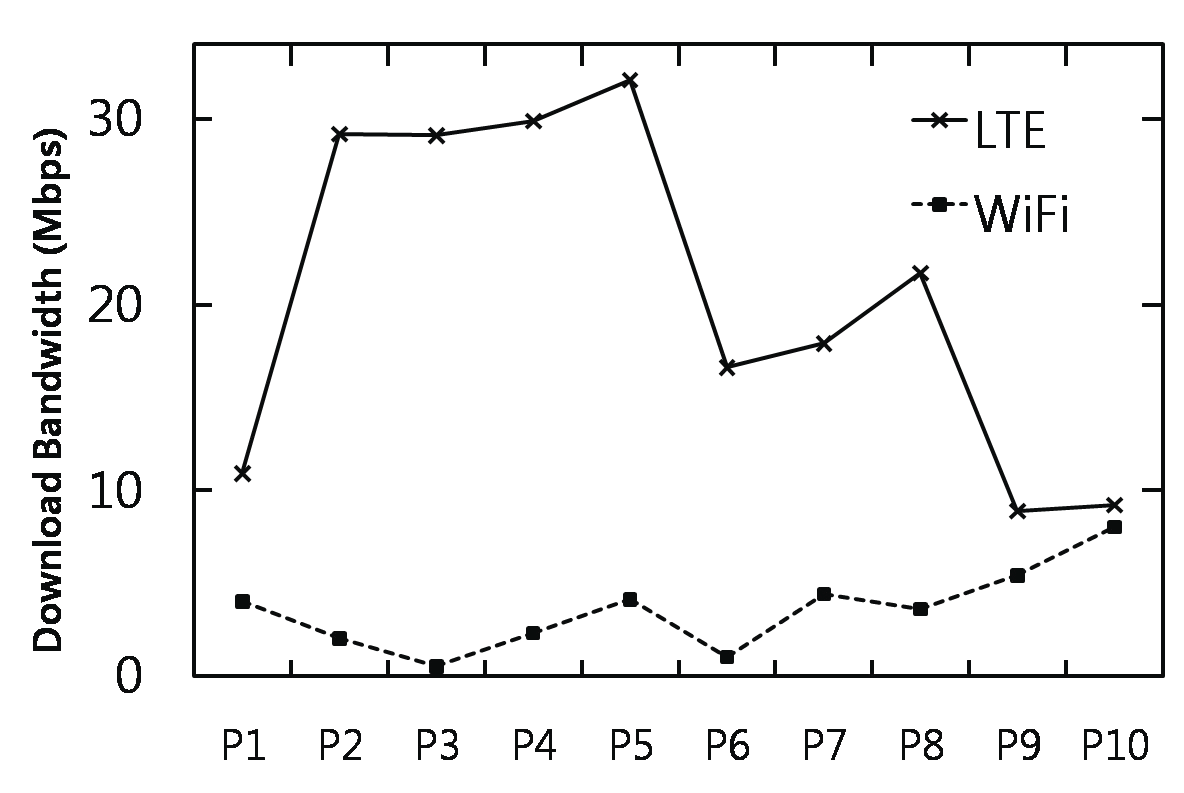 Download Bandwidth (Mbps)
30
20
10
0
LTE
WiFi
P1 P2 P3 P4 P5 P6 P7 P8 P9 P10